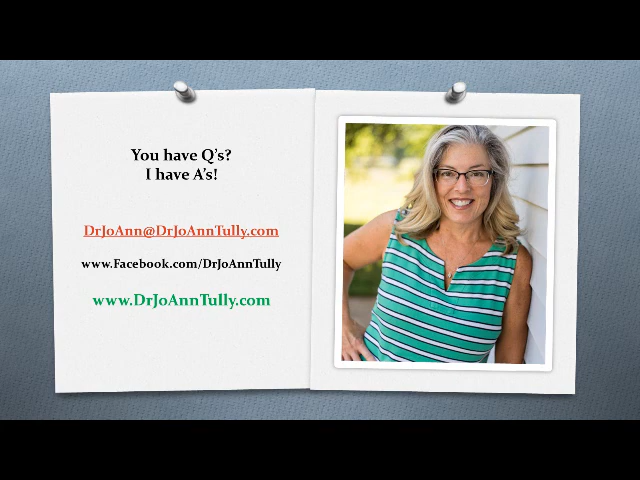 You have Q's?
I have A's!
DrJoAnn@DrJoAnnTully.com
www.Facebook.com/DrJoAnnTully
www.DrJoAnnTully.com